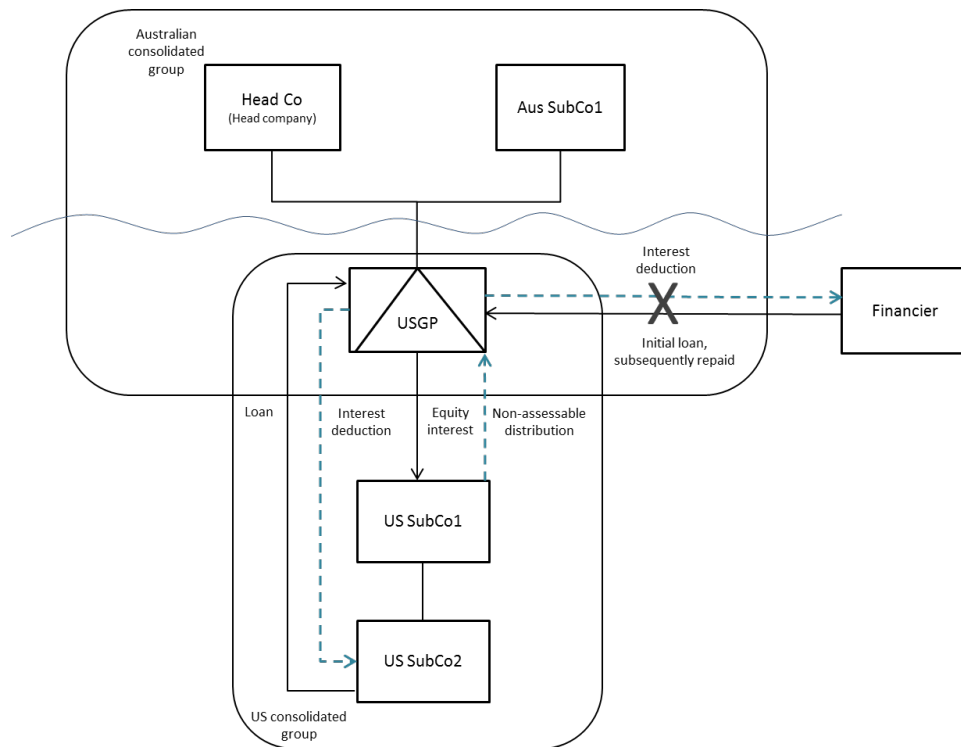 Australian
consolidated
group
Head Co
(Head company)
Aus SubCo1
Interest
deduction
USGP
Financier
Initial loan,
subsequently repaid
Loan
Interest
deduction
Equity
interest
Non-assessable
distribution
US SubCo1
US SubCo2
US consolidated
group